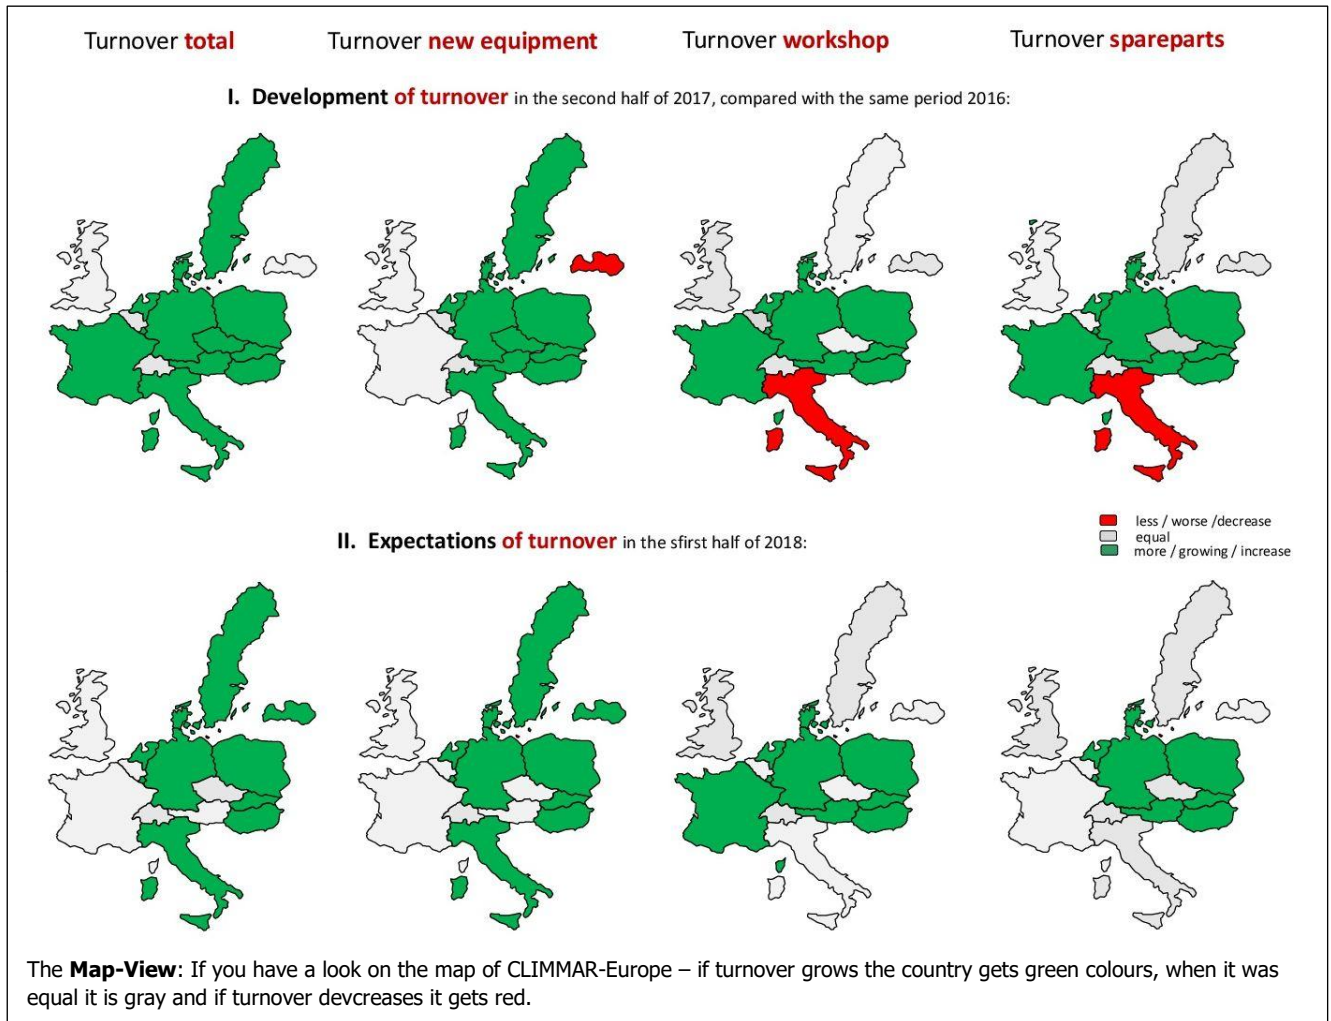 Turnover total
Turnover new equipment
Turnover workshop
Turnover spareparts
I. Development of turnover in the second half of 2017, compared with the same period 2016:
less / worse /decrease
equal
more / growing / increase
II. Expectations of turnover in the sfirst half of 2018:
The Map-View: If you have a look on the map of CLIMMAR-Europe – if turnover grows the country gets green colours, when it was
equal it is gray and if turnover devcreases it gets red.